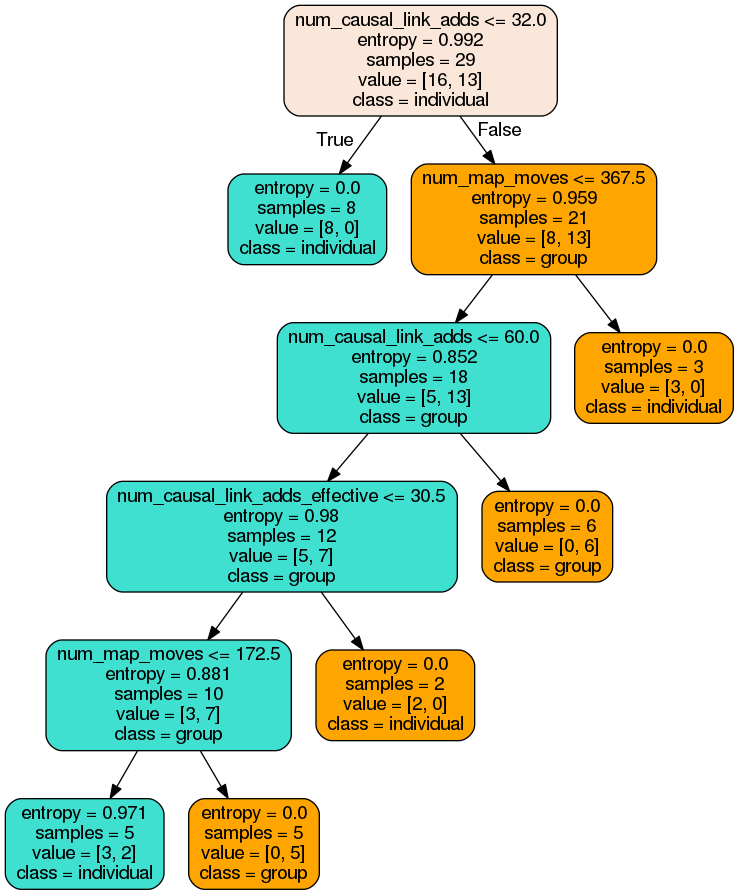 num_causal_link_adds <= 32.0
entropy = 0.992
samples = 29
value = [16, 13]
class = individual
True
False
entropy = 0.0
samples = 8
value = [8, 0]
class = individual
num_map_moves <= 367.5
entropy = 0.959
samples = 21
value = [8, 13]
class = group
num_causal_link_adds <= 60.0
entropy = 0.852
samples = 18
value = [5, 13]
class = group
entropy = 0.0
samples = 3
value = [3, 0]
class = individual
num_causal_link_adds_effective <= 30.5
entropy = 0.98
samples = 12
value = [5, 7]
class = group
entropy = 0.0
samples = 6
value = [0, 6]
class = group
num_map_moves <= 172.5
entropy = 0.881
samples = 10
value = [3, 7]
class = group
entropy = 0.0
samples = 2
value = [2, 0]
class = individual
entropy = 0.971
samples = 5
value = [3, 2]
class = individual
entropy = 0.0
samples = 5
value = [0, 5]
class = group